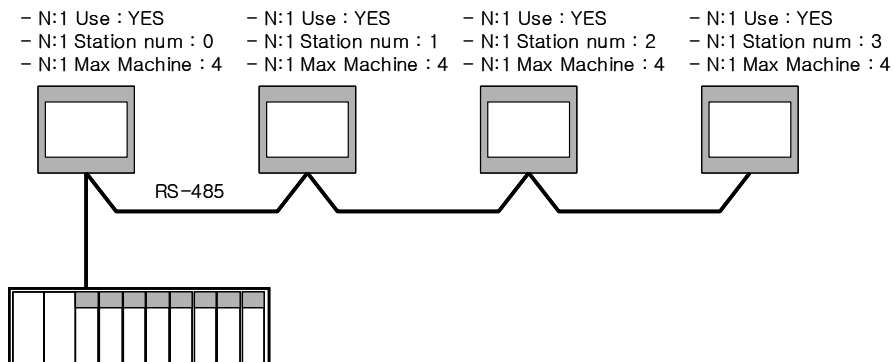 - N:1 Use : YES
- N:1 Station num : 0
- N:1 Max Machine : 4
- N:1 Use : YES
- N:1 Station num : 1
- N:1 Max Machine : 4
- N:1 Use : YES
- N:1 Station num : 2
- N:1 Max Machine : 4
- N:1 Use : YES
- N:1 Station num : 3
- N:1 Max Machine : 4
RS-485